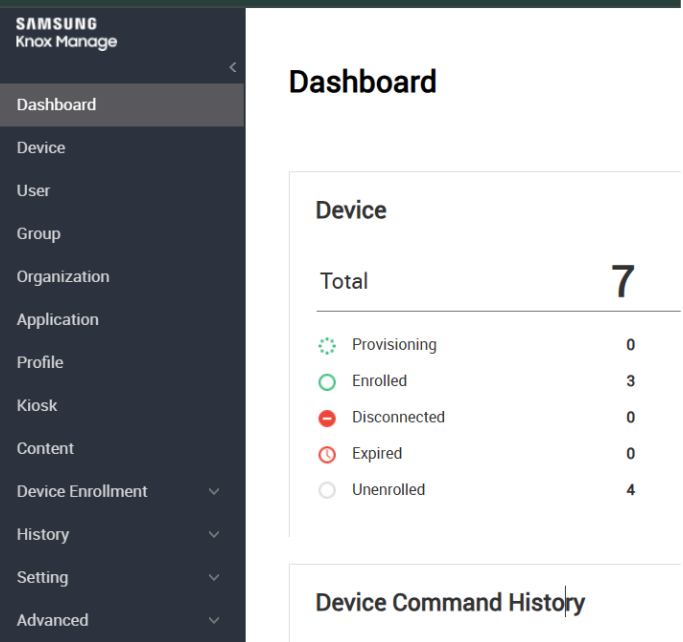 SAMSUNG
Knox Manage
Dashboard
Device
User
Group
Organization
Application
Profile
Kiosk
Content
Device Enrollment
History
Setting
Advanced
Dashboard
Device
Total 7
Provisioning 0
Enrolled 3
Disconnected 0
Expired 0
Unenrolled 4
Device Command History